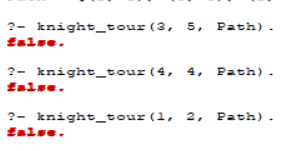 ?- knight_tour(3, 5, Path).
false.
?- knight_tour(4, 4, Path).
false.
?- knight_tour(1, 2, Path).
false.